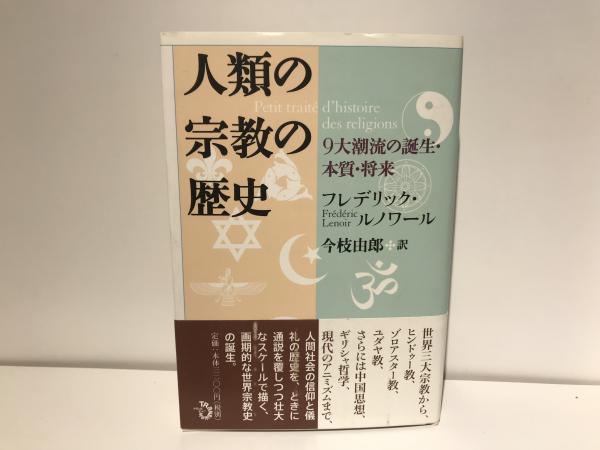 人類の
宗教の
歴史
Petit traité d'histoire
des religions
9大潮流の誕生・
本質・将来
フレデリック・
ルノワール
Frédéric
Lenoir
今枝由郎✢訳
世界三大宗教から、
ヒンドゥー教、
ゾロアスター教、
ユダヤ教、
さらには中国思想、
ギリシャ哲学、
現代のアニミズムまで、
人間社会の信仰と儀
礼の歴史を、ときに
通説を覆しつつ壮大
なスケールで描く、
画期的な世界宗教史
の誕生。